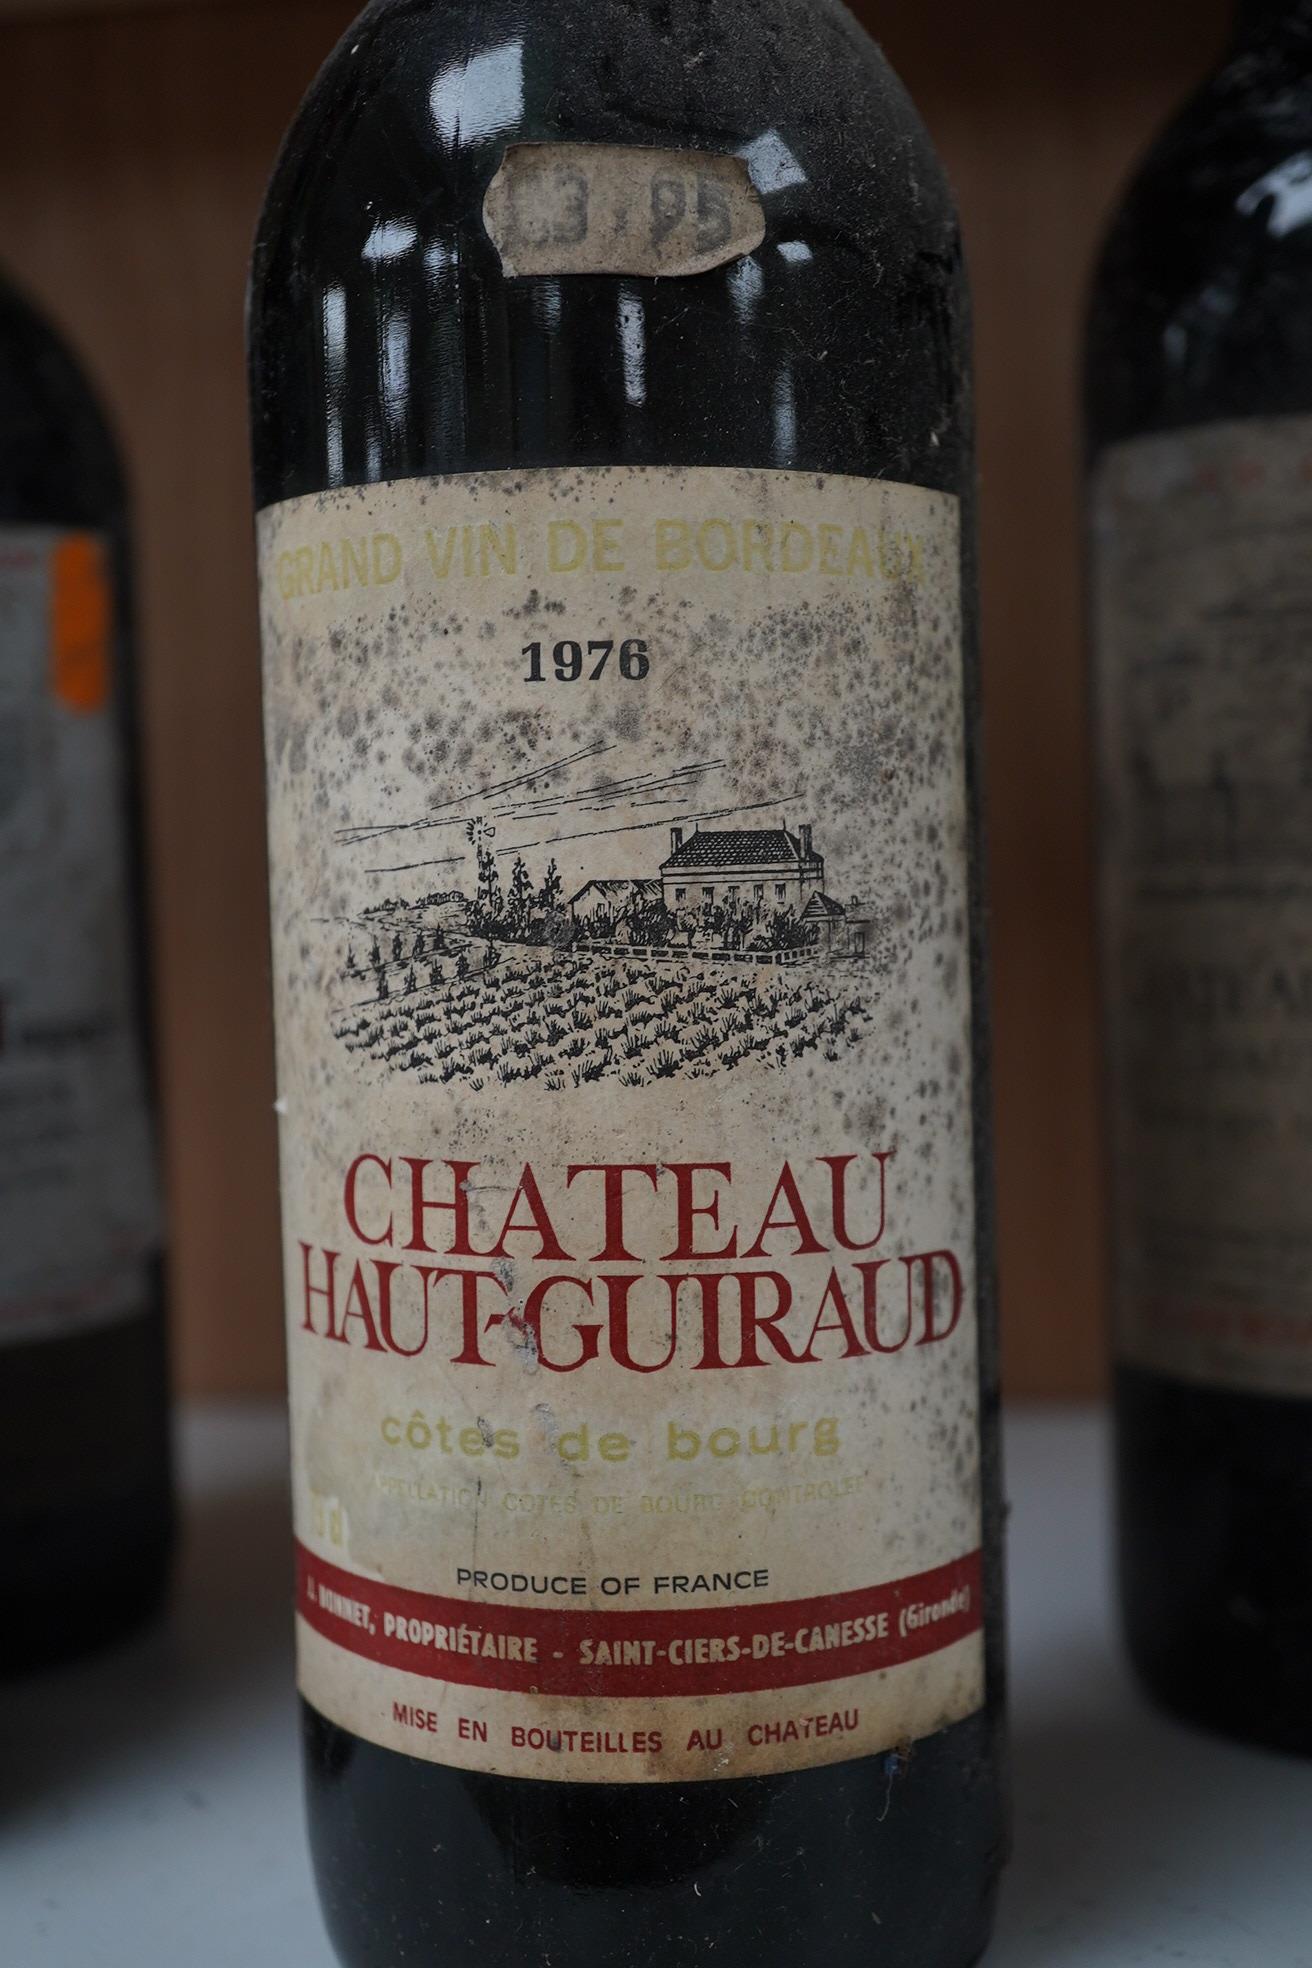 £3.95
GRAND VIN DE BORDEAUX
1976
CHATEAU
HAUT-GUIRAUD
côtes de bourg
APPELLATION COTES DE BOURG CONTROLEE
PRODUCE OF FRANCE
J. BONNET, PROPRIÉTAIRE - SAINT-CIERS-DE-CANESSE (Gironde)
MISE EN BOUTEILLES AU CHATEAU